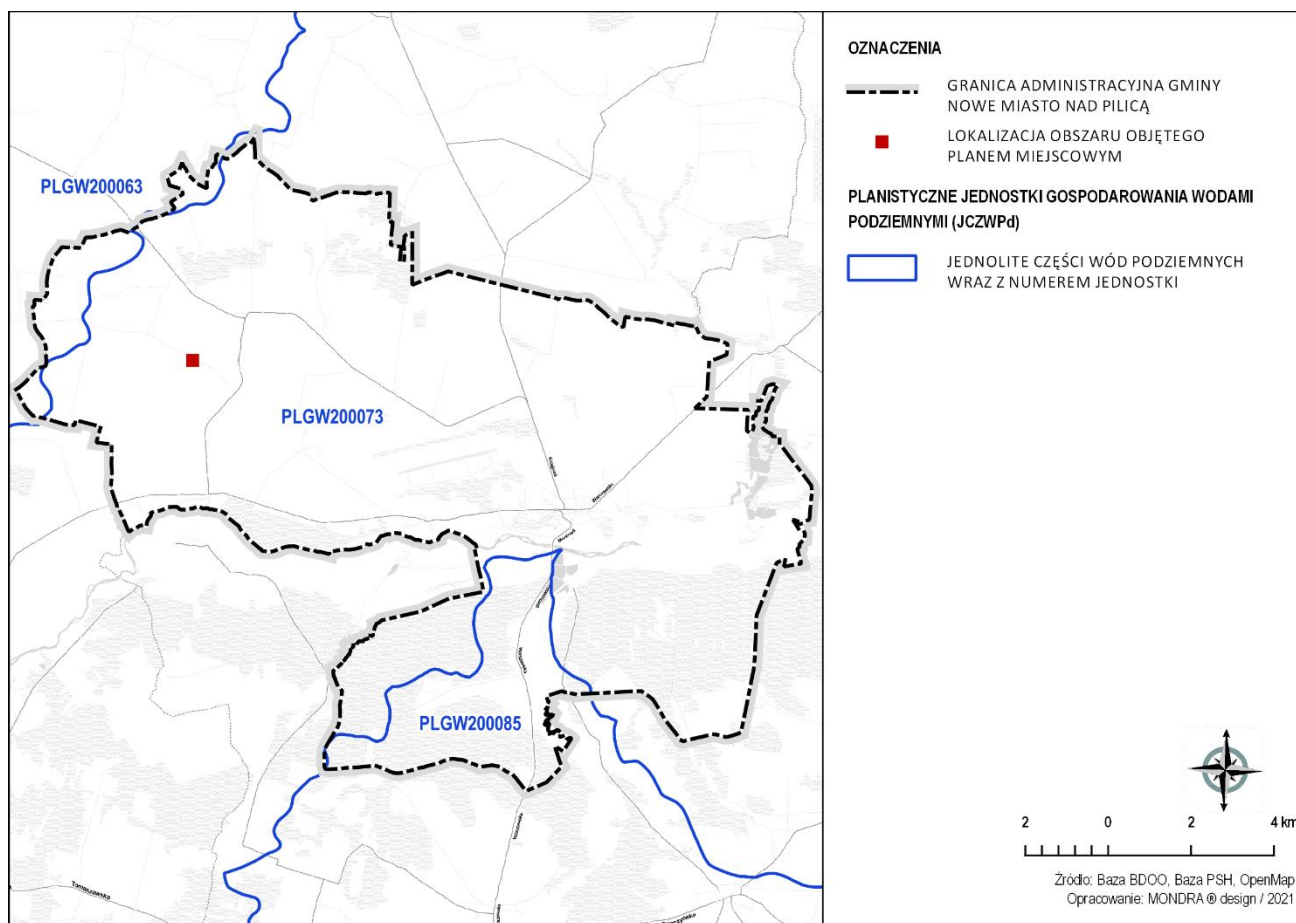 OZNACZENIA
GRANICA ADMINISTRACYJNA GMINY
NOWE MIASTO NAD PILICĄ
LOKALIZACJA OBSZARU OBJĘTEGO
PLANEM MIEJSCOWYM
PLANISTYCZNE JEDNOSTKI GOSPODAROWANIA WODAMI
PODZIEMNYMI (JCZWPd)
JEDNOLITE CZĘŚCI WÓD PODZIEMNYCH
WRAZ Z NUMEREM JEDNOSTKI
PLGW200063
PLGW200073
PLGW200085
Tomaszowska
2 0 2 4 km
Źródło: Baza BDOO, Baza PSH, OpenMap
Opracowanie: MONDRA ® design / 2021